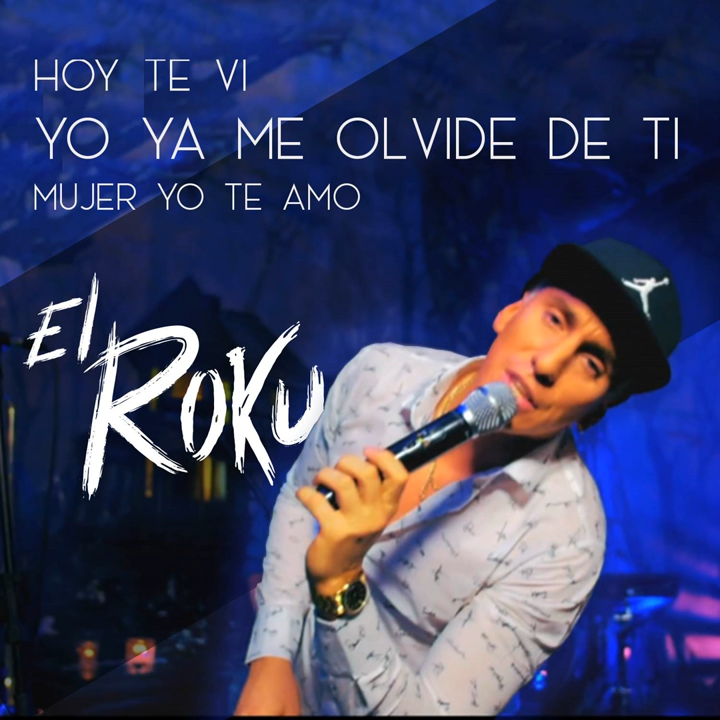 HOY TE VI
YO YA ME OLVIDE DE TI
MUJER YO TE AMO
El Roku